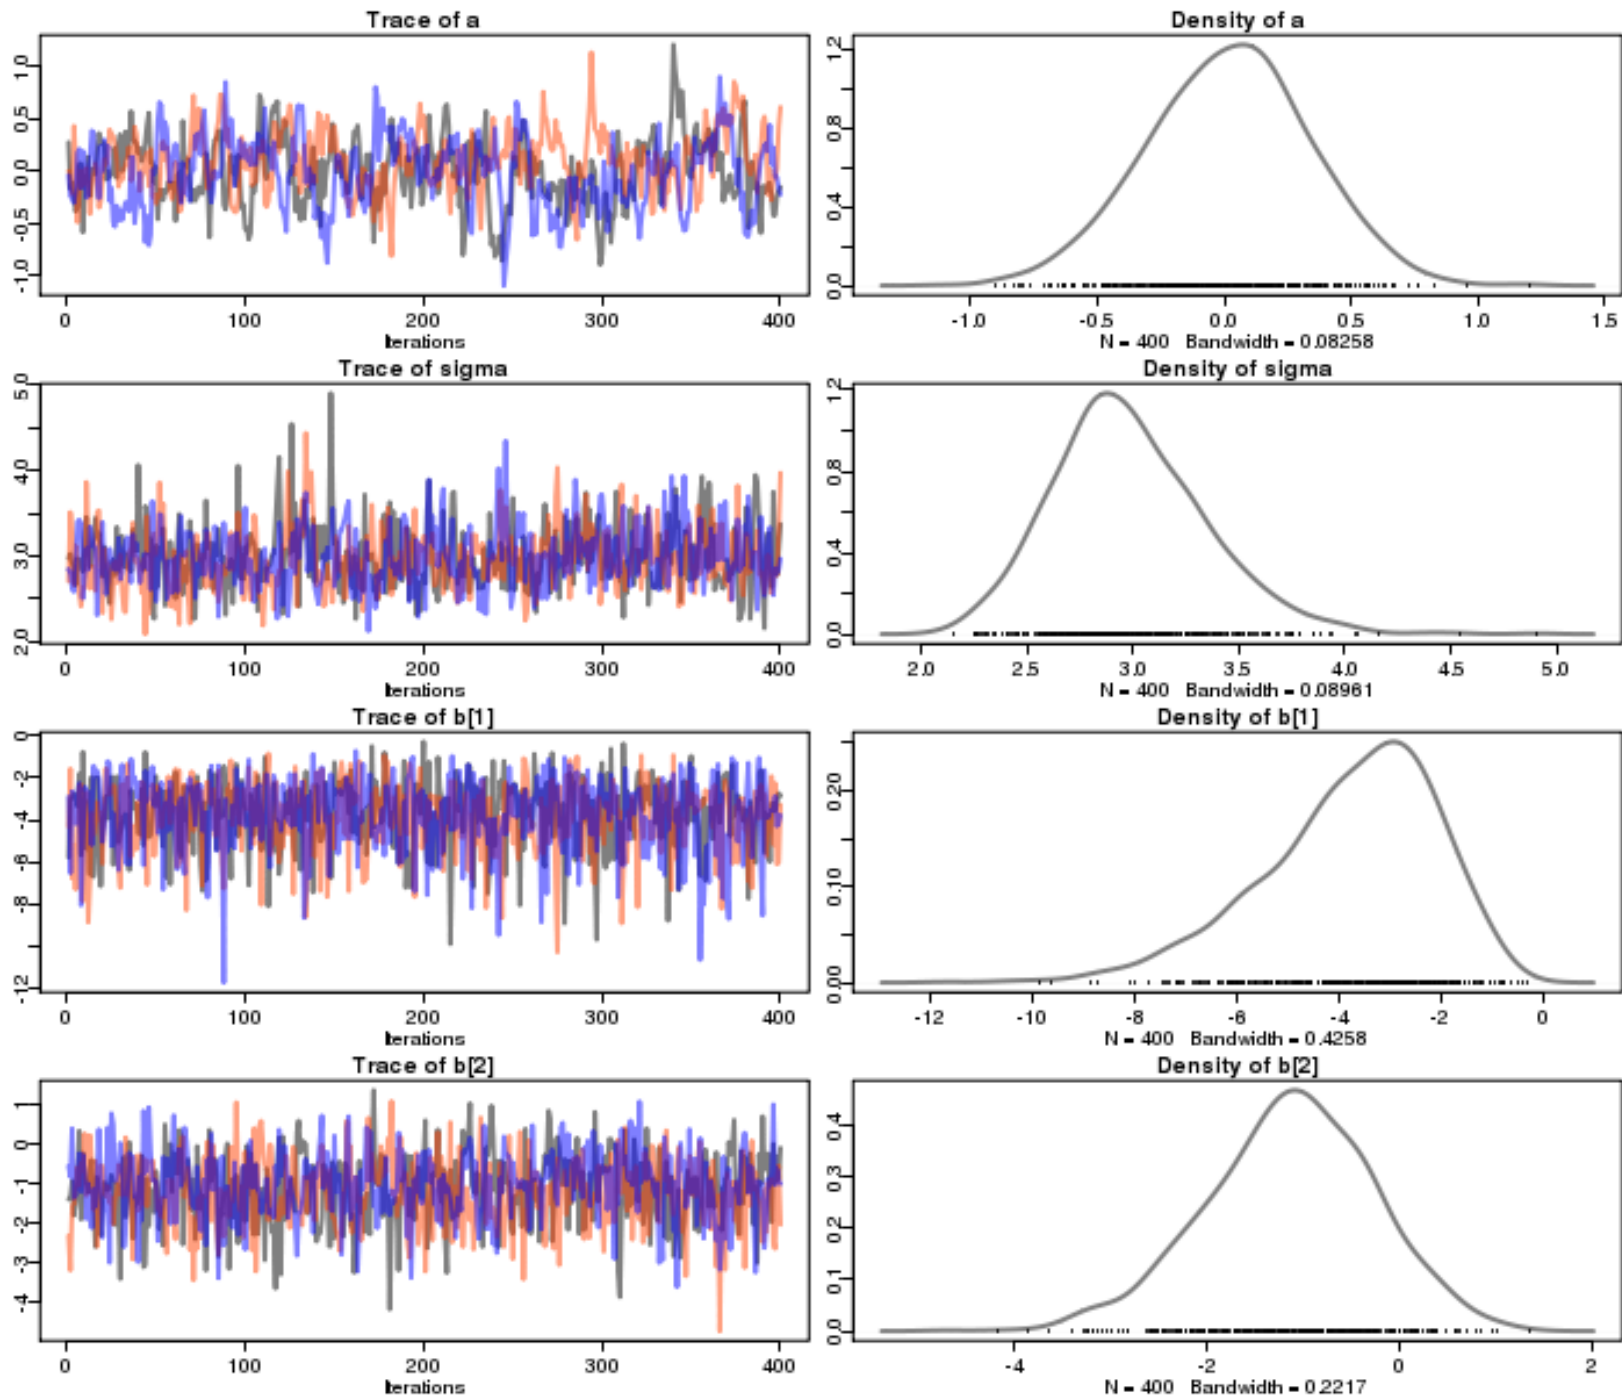 Trace of a
Density of a
1.0
0.5
0.0
-0.5
-1.0
0 100 200 300 400
Iterations
1.2
0.8
0.4
0.0
-1.0 -0.5 0.0 0.5 1.0 1.5
N = 400 Bandwidth = 0.08258
Trace of sigma
Density of sigma
5.0
4.0
3.0
2.0
0 100 200 300 400
Iterations
1.2
0.8
0.4
0.0
2.0 2.5 3.0 3.5 4.0 4.5 5.0
N = 400 Bandwidth = 0.08961
Trace of b[1]
Density of b[1]
0
-2
-4
-6
-8
-12
0 100 200 300 400
Iterations
0.20
0.10
0.00
-12 -10 -8 -6 -4 -2 0
N = 400 Bandwidth = 0.4258
Trace of b[2]
Density of b[2]
1
0
-1
-2
-3
-4
0 100 200 300 400
Iterations
0.4
0.3
0.2
0.1
0.0
-4 -2 0 2
N = 400 Bandwidth = 0.2217